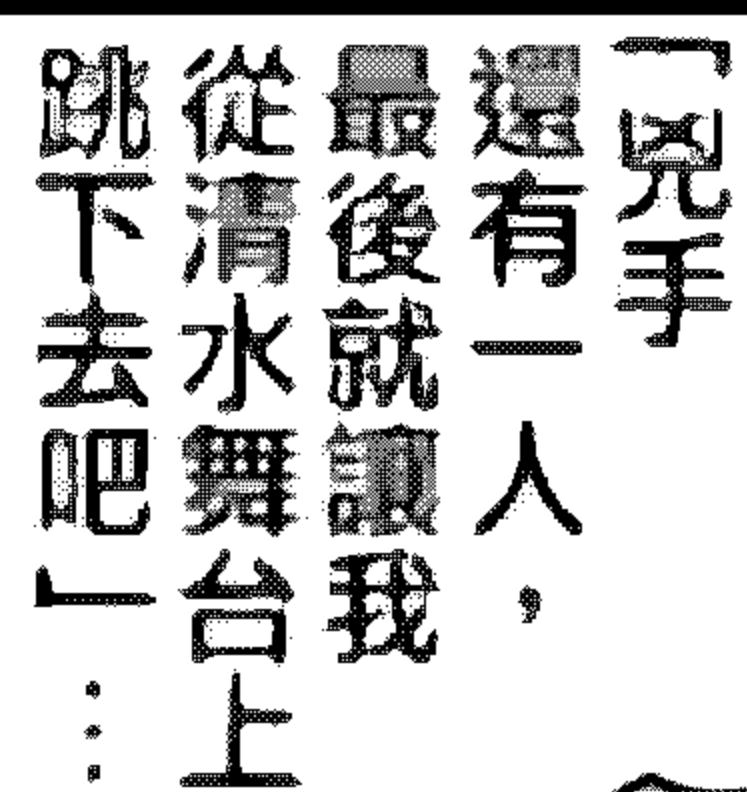 「兇手
還有一人，
最後就讓我
從清水舞台上
跳下去吧」…